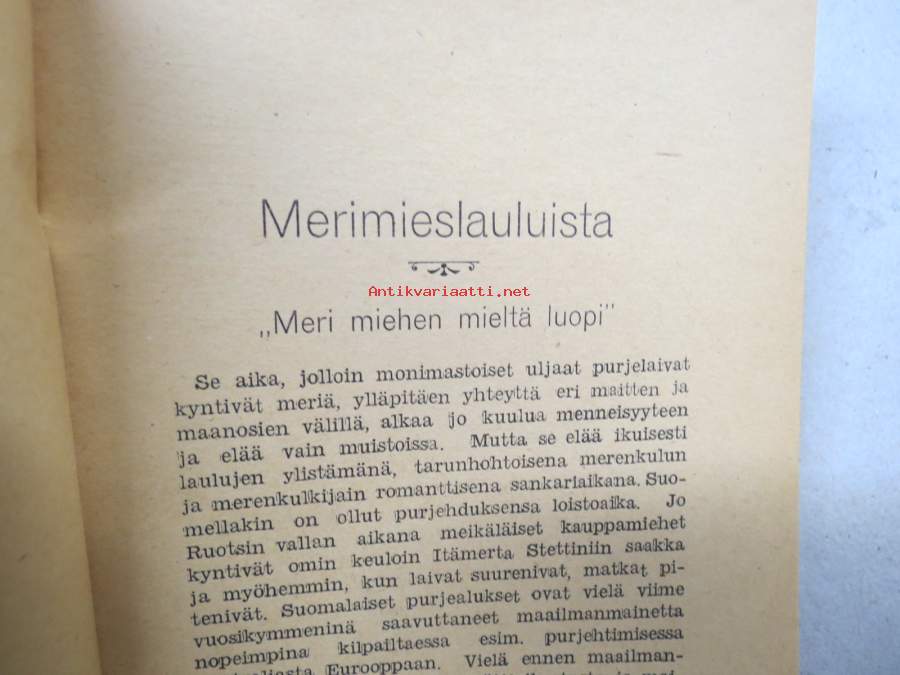 Merimieslauluista
Antikvariaatti.net
„Meri miehen mieltä luopi"
Se aika, jolloin monimastoiset uljaat purjelaivat
kyntivät meriä, ylläpitäen yhteyttä eri maitten ja
maanosien välillä, alkaa jo kuulua menneisyyteen
ja elää vain muistoissa. Mutta se elää ikuisesti
laulujen ylistämänä, tarunhohtoisena merenkulun
ja merenkulkijain romanttisena sankariaikana. Suo-
mellakin on ollut purjehduksensa loistoaika. Jo
Ruotsin vallan aikana meikäläiset kauppamiehet
kyntivät omin keuloin Itämerta Stettiniin saakka
ja myöhemmin, kun laivat suurenivat, matkat pi-
tenivät. Suomalaiset purjealukset ovat vielä viime
vuosikymmeninä saavuttaneet maailmanmainetta
nopeimpina kilpailtaessa esim. purjehtimisessa
Eurooppaan. Vielä ennen maailman-